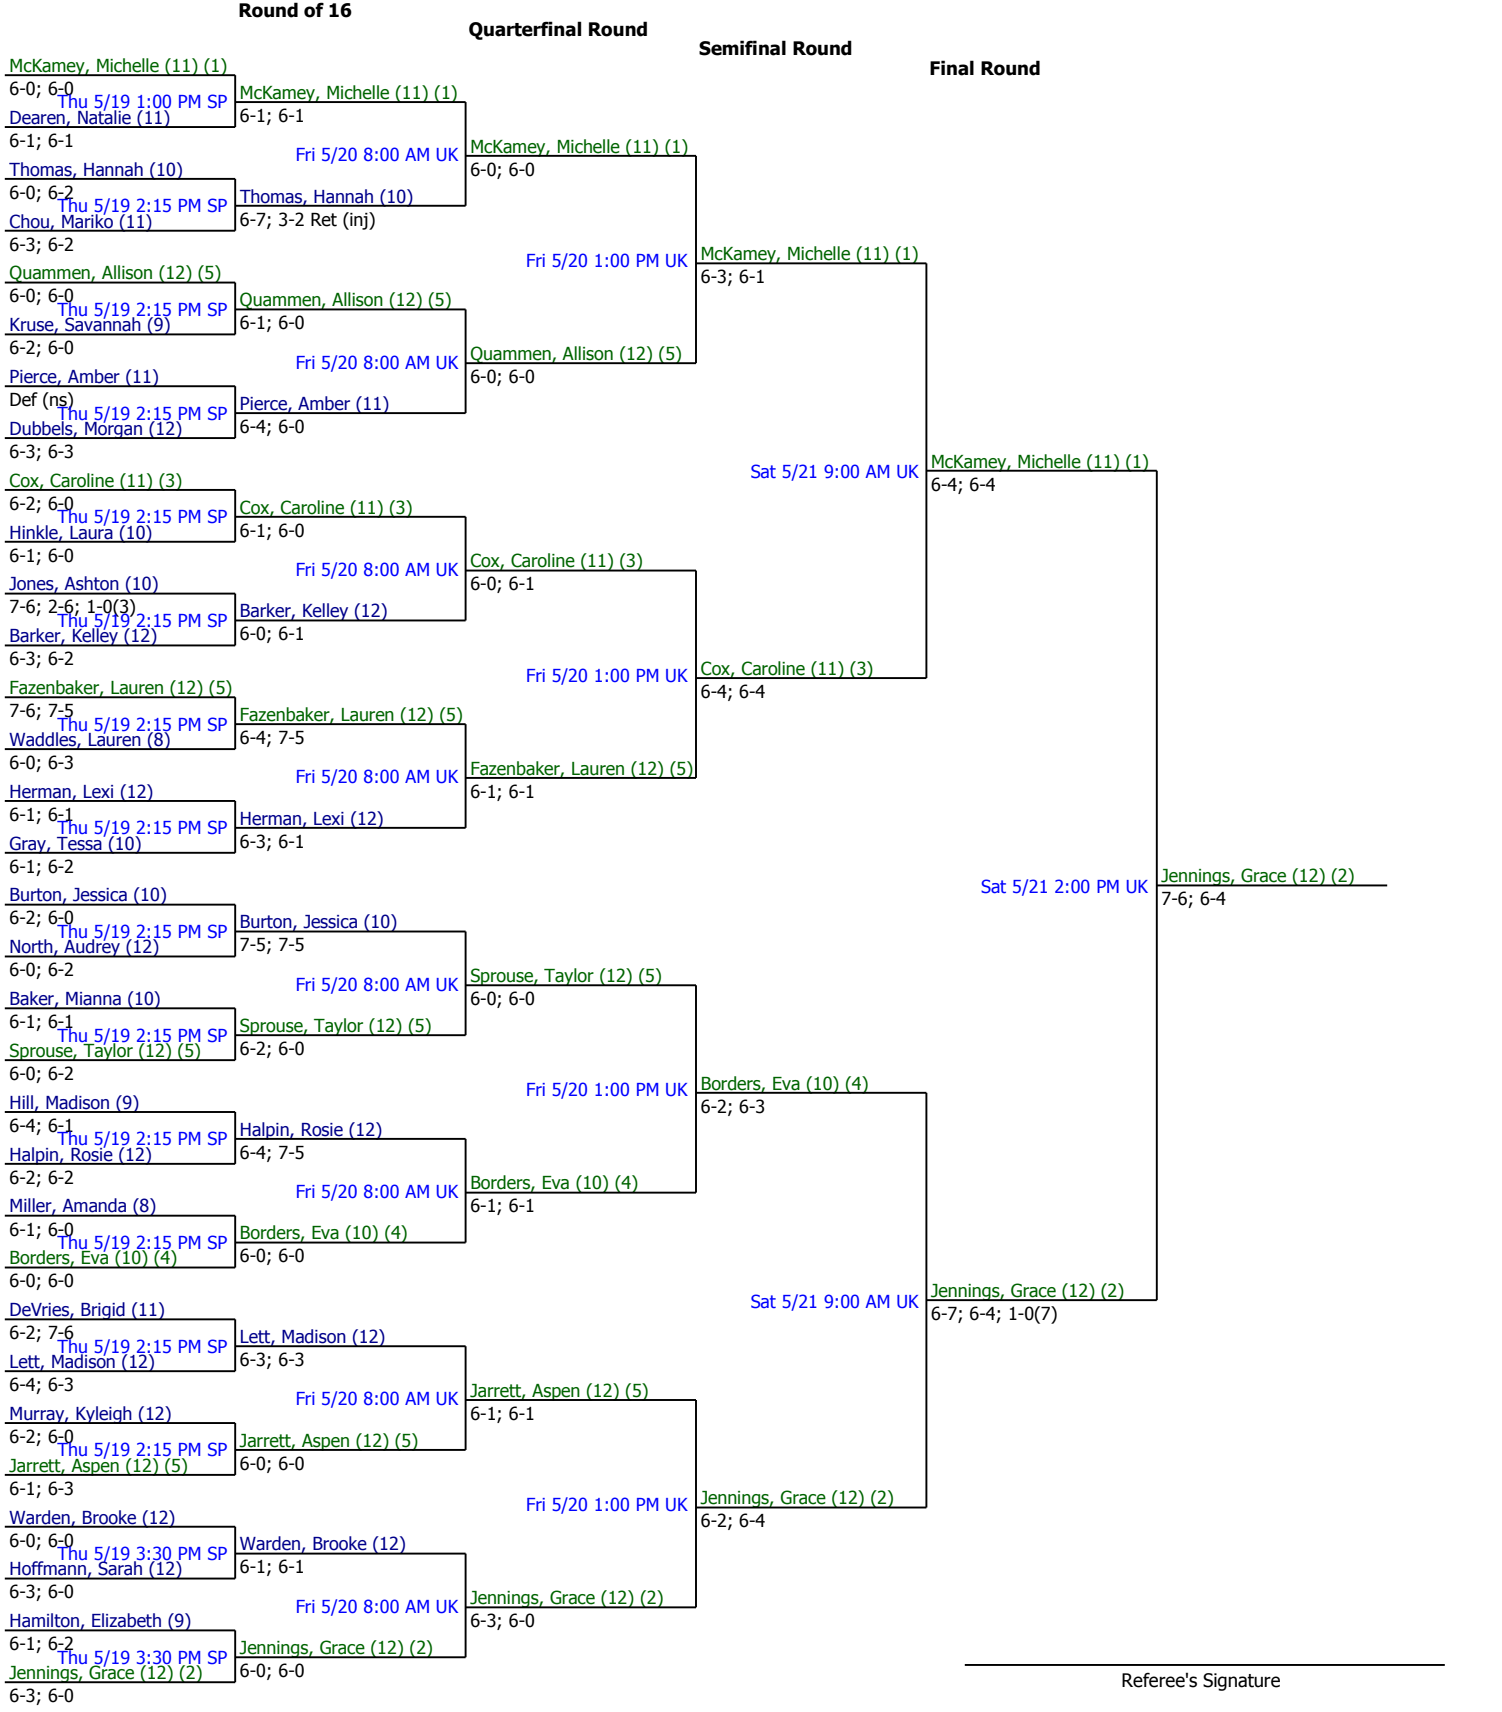 Round of 16
Quarterfinal Round
Semifinal Round
Final Round
McKamey, Michelle (11) (1)
6-0; 6-0
Thu 5/19 1:00 PM SP
Dearen, Natalie (11)
6-1; 6-1
Thomas, Hannah (10)
6-0; 6-2
Thu 5/19 2:15 PM SP
Chou, Mariko (11)
6-3; 6-2
Quammen, Allison (12) (5)
6-0; 6-0
Thu 5/19 2:15 PM SP
Kruse, Savannah (9)
6-2; 6-0
Pierce, Amber (11)
Def (ns)
Thu 5/19 2:15 PM SP
Dubbels, Morgan (12)
6-3; 6-3
Cox, Caroline (11) (3)
6-2; 6-0
Thu 5/19 2:15 PM SP
Hinkle, Laura (10)
6-1; 6-0
Jones, Ashton (10)
7-6; 2-6; 1-0(3)
Thu 5/19 2:15 PM SP
Barker, Kelley (12)
6-3; 6-2
Fazenbaker, Lauren (12) (5)
7-6; 7-5
Thu 5/19 2:15 PM SP
Waddles, Lauren (8)
6-0; 6-3
Herman, Lexi (12)
6-1; 6-1
Thu 5/19 2:15 PM SP
Gray, Tessa (10)
6-1; 6-2
Burton, Jessica (10)
6-2; 6-0
Thu 5/19 2:15 PM SP
North, Audrey (12)
6-0; 6-2
Baker, Mianna (10)
6-1; 6-1
Thu 5/19 2:15 PM SP
Sprouse, Taylor (12) (5)
6-0; 6-2
Hill, Madison (9)
6-4; 6-1
Thu 5/19 2:15 PM SP
Halpin, Rosie (12)
6-2; 6-2
Miller, Amanda (8)
6-1; 6-0
Thu 5/19 2:15 PM SP
Borders, Eva (10) (4)
6-0; 6-0
DeVries, Brigid (11)
6-2; 7-6
Thu 5/19 2:15 PM SP
Lett, Madison (12)
6-4; 6-3
Murray, Kyleigh (12)
6-2; 6-0
Thu 5/19 2:15 PM SP
Jarrett, Aspen (12) (5)
6-1; 6-3
Warden, Brooke (12)
6-0; 6-0
Thu 5/19 3:30 PM SP
Hoffmann, Sarah (12)
6-3; 6-0
Hamilton, Elizabeth (9)
6-1; 6-2
Thu 5/19 3:30 PM SP
Jennings, Grace (12) (2)
6-3; 6-0
McKamey, Michelle (11) (1)
6-1; 6-1
Fri 5/20 8:00 AM UK
Thomas, Hannah (10)
6-7; 3-2 Ret (inj)
Quammen, Allison (12) (5)
6-1; 6-0
Fri 5/20 8:00 AM UK
Pierce, Amber (11)
6-4; 6-0
Cox, Caroline (11) (3)
6-1; 6-0
Fri 5/20 8:00 AM UK
Barker, Kelley (12)
6-0; 6-1
Fazenbaker, Lauren (12) (5)
6-4; 7-5
Fri 5/20 8:00 AM UK
Herman, Lexi (12)
6-3; 6-1
Burton, Jessica (10)
7-5; 7-5
Fri 5/20 8:00 AM UK
Sprouse, Taylor (12) (5)
6-2; 6-0
Halpin, Rosie (12)
6-4; 7-5
Fri 5/20 8:00 AM UK
Borders, Eva (10) (4)
6-0; 6-0
Lett, Madison (12)
6-3; 6-3
Fri 5/20 8:00 AM UK
Jarrett, Aspen (12) (5)
6-0; 6-0
Warden, Brooke (12)
6-1; 6-1
Fri 5/20 8:00 AM UK
Jennings, Grace (12) (2)
6-0; 6-0
McKamey, Michelle (11) (1)
6-0; 6-0
Fri 5/20 1:00 PM UK
Quammen, Allison (12) (5)
6-0; 6-0
Cox, Caroline (11) (3)
6-0; 6-1
Fri 5/20 1:00 PM UK
Fazenbaker, Lauren (12) (5)
6-1; 6-1
Sprouse, Taylor (12) (5)
6-0; 6-0
Fri 5/20 1:00 PM UK
Borders, Eva (10) (4)
6-1; 6-1
Jarrett, Aspen (12) (5)
6-1; 6-1
Fri 5/20 1:00 PM UK
Jennings, Grace (12) (2)
6-3; 6-0
McKamey, Michelle (11) (1)
6-3; 6-1
Sat 5/21 9:00 AM UK
Cox, Caroline (11) (3)
6-4; 6-4
Borders, Eva (10) (4)
6-2; 6-3
Sat 5/21 9:00 AM UK
Jennings, Grace (12) (2)
6-2; 6-4
McKamey, Michelle (11) (1)
6-4; 6-4
Sat 5/21 2:00 PM UK
Jennings, Grace (12) (2)
6-7; 6-4; 1-0(7)
Jennings, Grace (12) (2)
7-6; 6-4
Referee's Signature